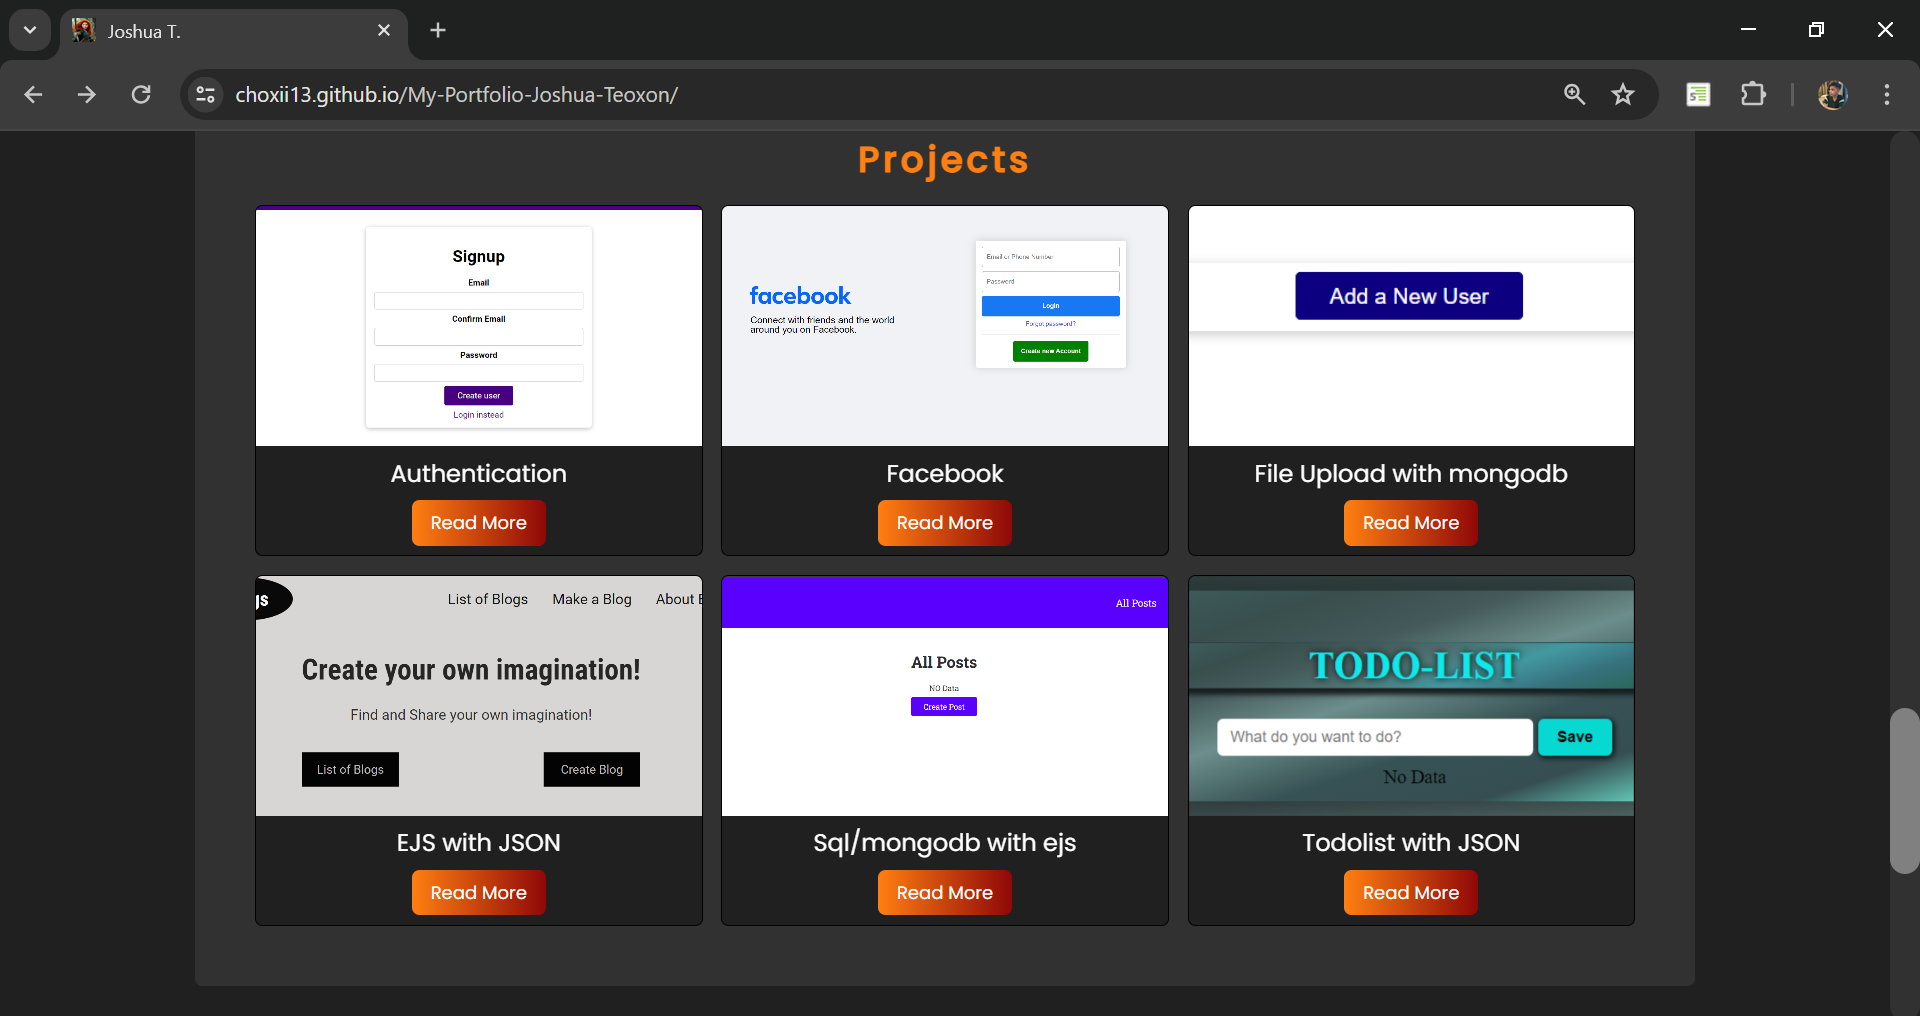 Joshua T.
choxii13.github.io/My-Portfolio-Joshua-Teoxon/
Projects
Signup
Email
Confirm Email
Password
Create user
Login instead
Authentication
Read More
facebook
Connect with friends and the world
around you on Facebook.
Email or Phone Number
Password
Login
Forgot password?
Create new Account
Facebook
Read More
Add a New User
File Upload with mongodb
Read More
gs
List of Blogs Make a Blog About
Create your own imagination!
Find and Share your own imagination!
List of Blogs Create Blog
EJS with JSON
Read More
All Posts
All Posts
NO Data
Create Post
Sql/mongodb with ejs
Read More
TODO-LIST
What do you want to do? Save
No Data
Todolist with JSON
Read More